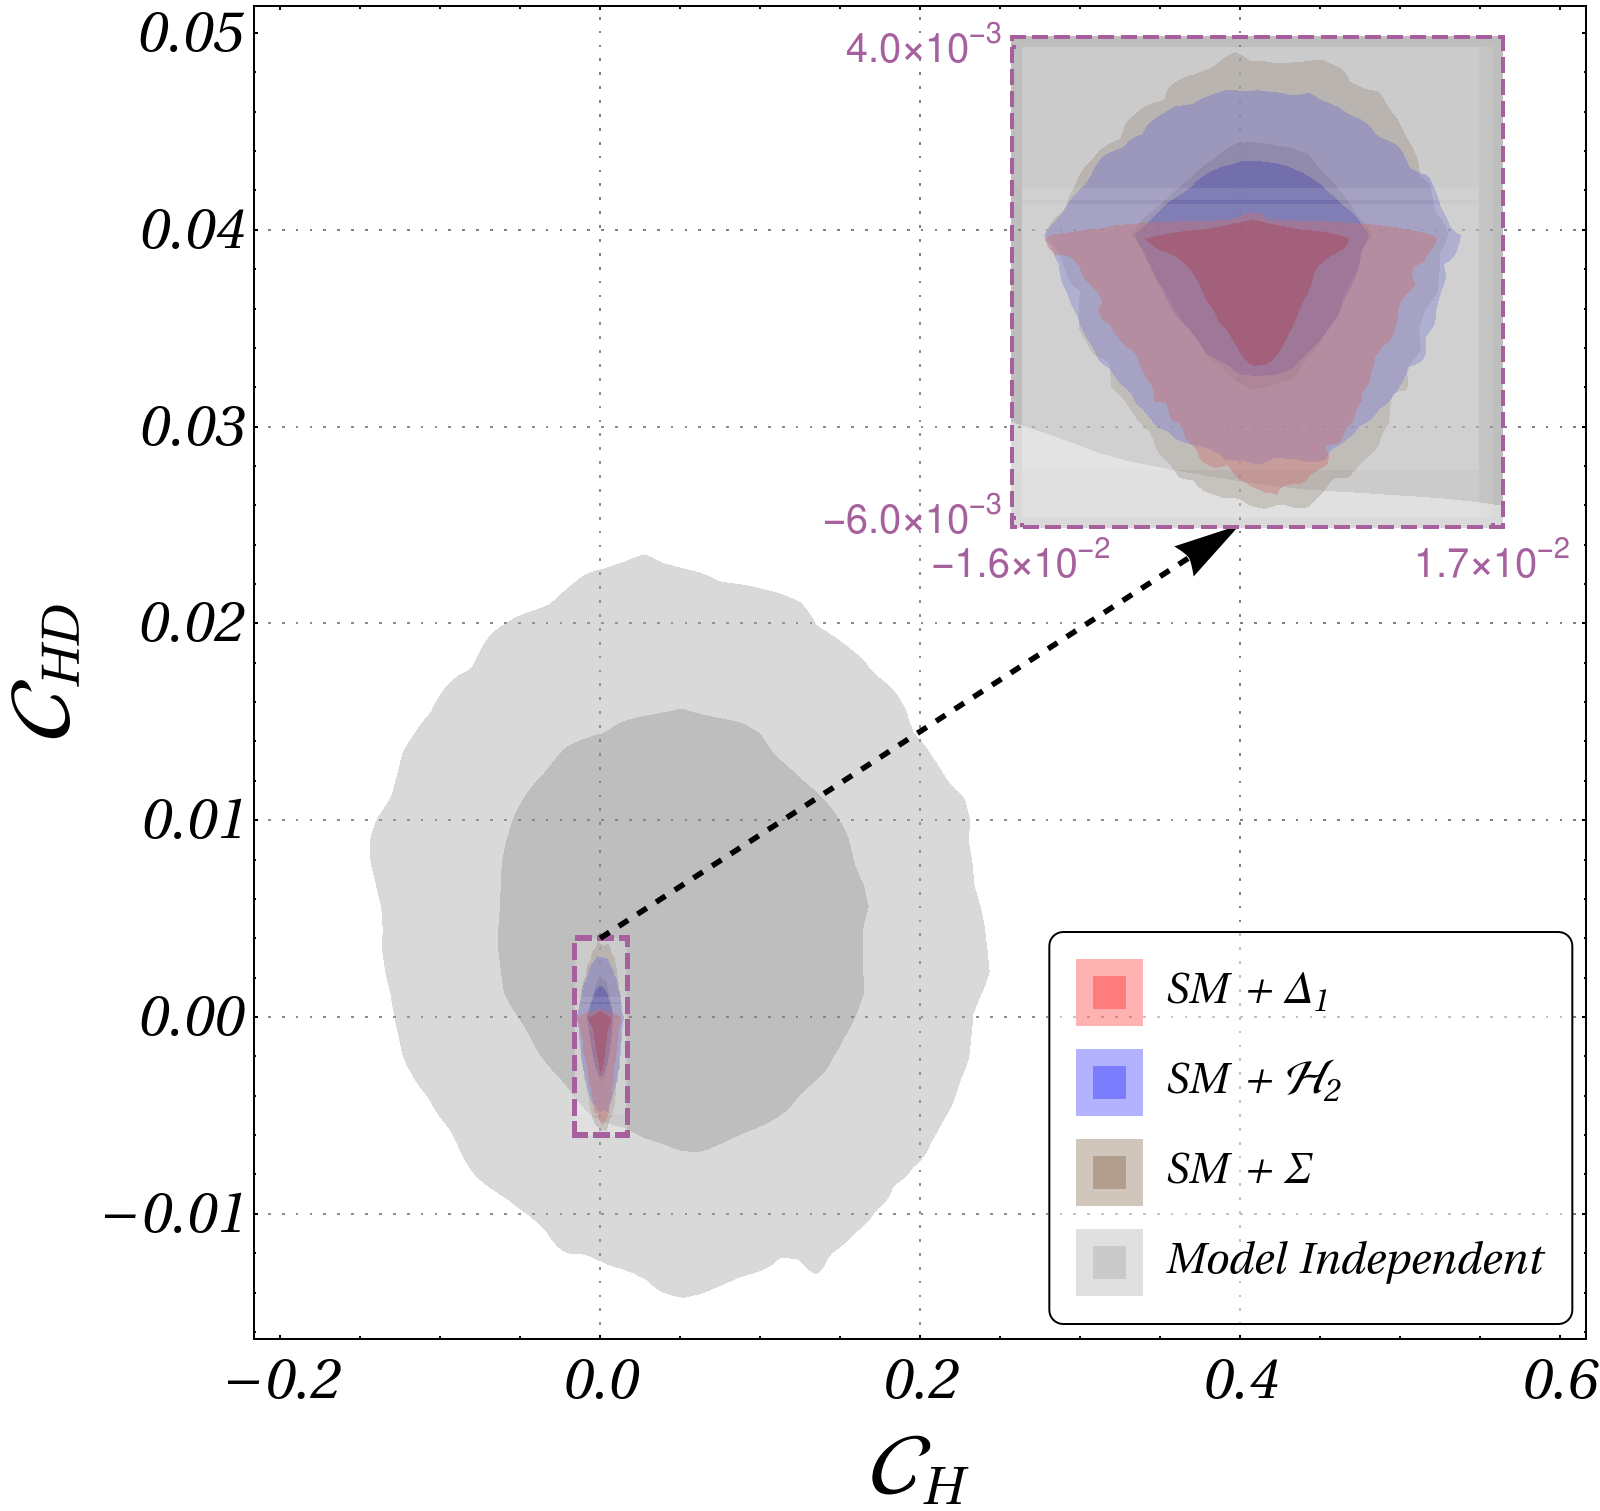 0.05
0.04
0.03
0.02
0.01
0.00
−0.01
𝒞_HD
4.0×10⁻³
−6.0×10⁻³
−1.6×10⁻²
1.7×10⁻²
SM + Δ₁
SM + ℋ₂
SM + Σ
Model Independent
−0.2
0.0
0.2
0.4
0.6
𝒞_H